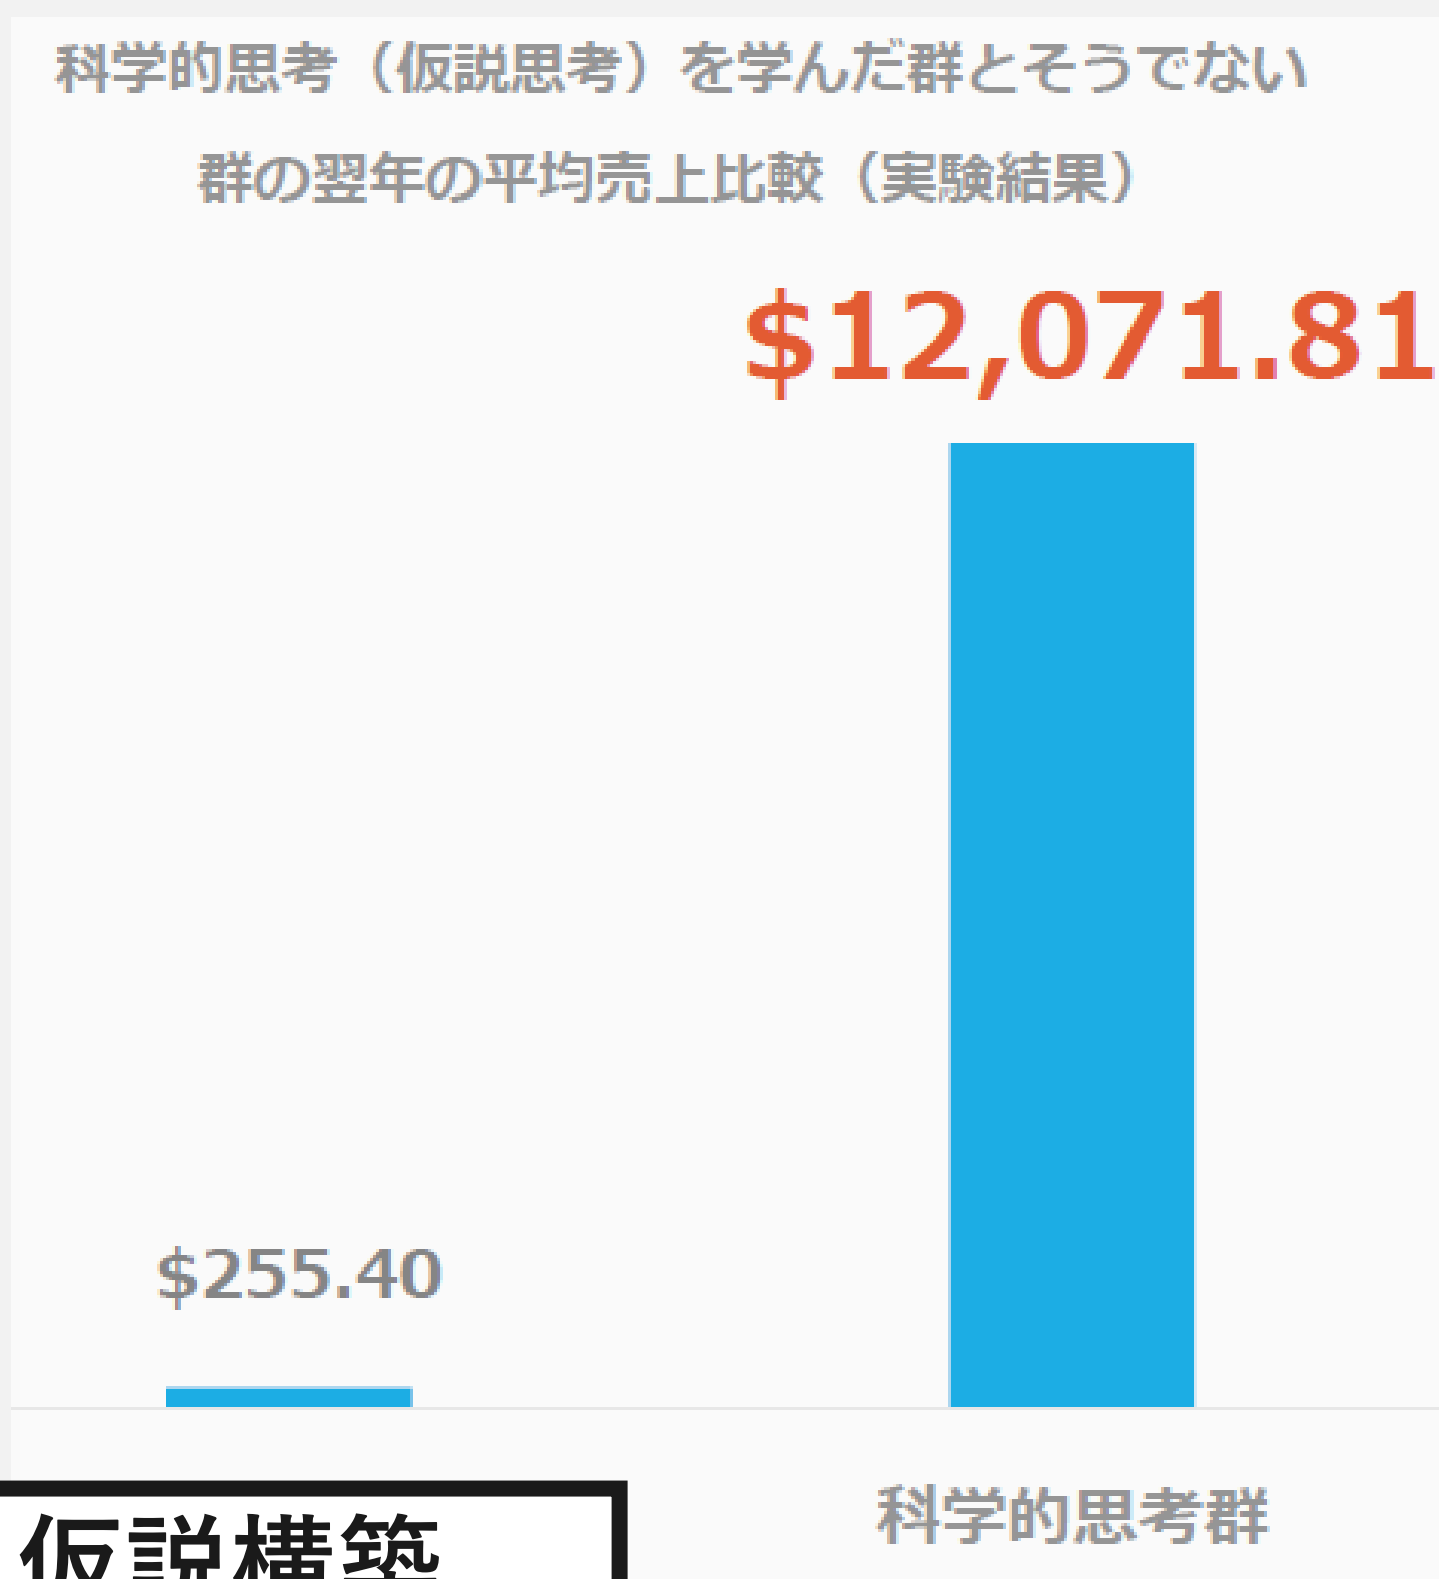 科学的思考（仮説思考）を学んだ群とそうでない
群の翌年の平均売上比較（実験結果）
$12,071.81
$255.40
科学的思考群
仮説構築